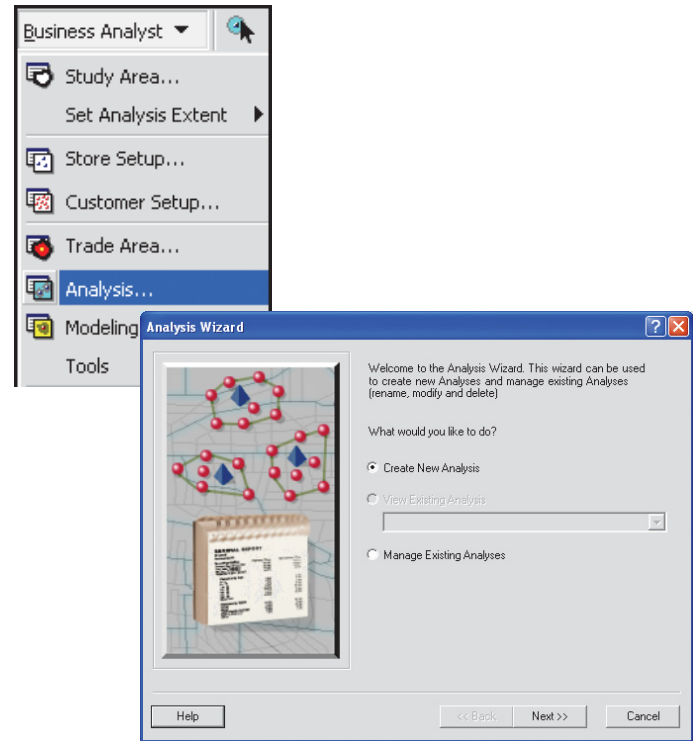 Business Analyst
Study Area...
Set Analysis Extent
Store Setup...
Customer Setup...
Trade Area...
Analysis...
Modeling
Tools
Analysis Wizard
Welcome to the Analysis Wizard. This wizard can be used
to create new Analyses and manage existing Analyses
(rename, modify and delete)
What would you like to do?
Create New Analysis
View Existing Analysis
Manage Existing Analyses
Help
<< Back
Next >>
Cancel